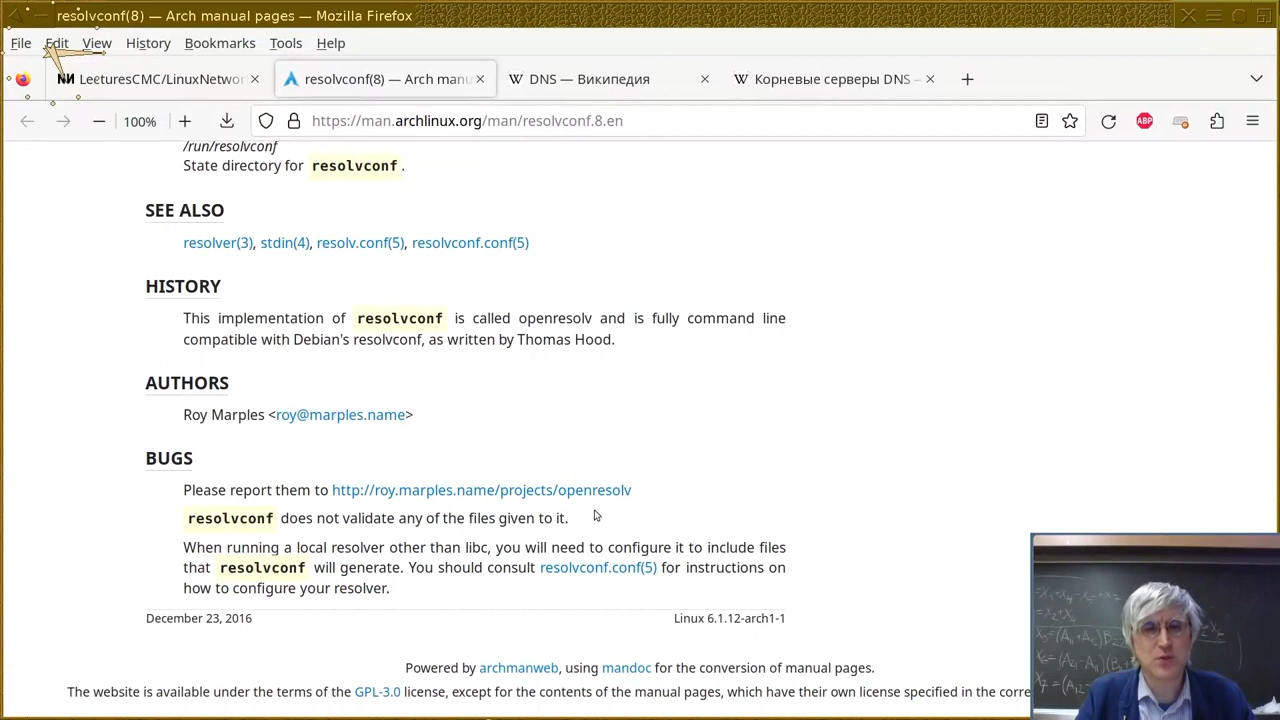 resolvconf(8) — Arch manual pages — Mozilla Firefox
File Edit View History Bookmarks Tools Help
LecturesCMC/LinuxNetwor
resolvconf(8) — Arch manu
DNS — Википедия
Корневые серверы DNS –
100%
https://man.archlinux.org/man/resolvconf.8.en
ABP
/run/resolvconf
State directory for resolvconf.
SEE ALSO
resolver(3), stdin(4), resolv.conf(5), resolvconf.conf(5)
HISTORY
This implementation of resolvconf is called openresolv and is fully command line
compatible with Debian's resolvconf, as written by Thomas Hood.
AUTHORS
Roy Marples <roy@marples.name>
BUGS
Please report them to http://roy.marples.name/projects/openresolv
resolvconf does not validate any of the files given to it.
When running a local resolver other than libc, you will need to configure it to include files
that resolvconf will generate. You should consult resolvconf.conf(5) for instructions on
how to configure your resolver.
December 23, 2016
Linux 6.1.12-arch1-1
Powered by archmanweb, using mandoc for the conversion of manual pages.
The website is available under the terms of the GPL-3.0 license, except for the contents of the manual pages, which have their own license specified in the corre